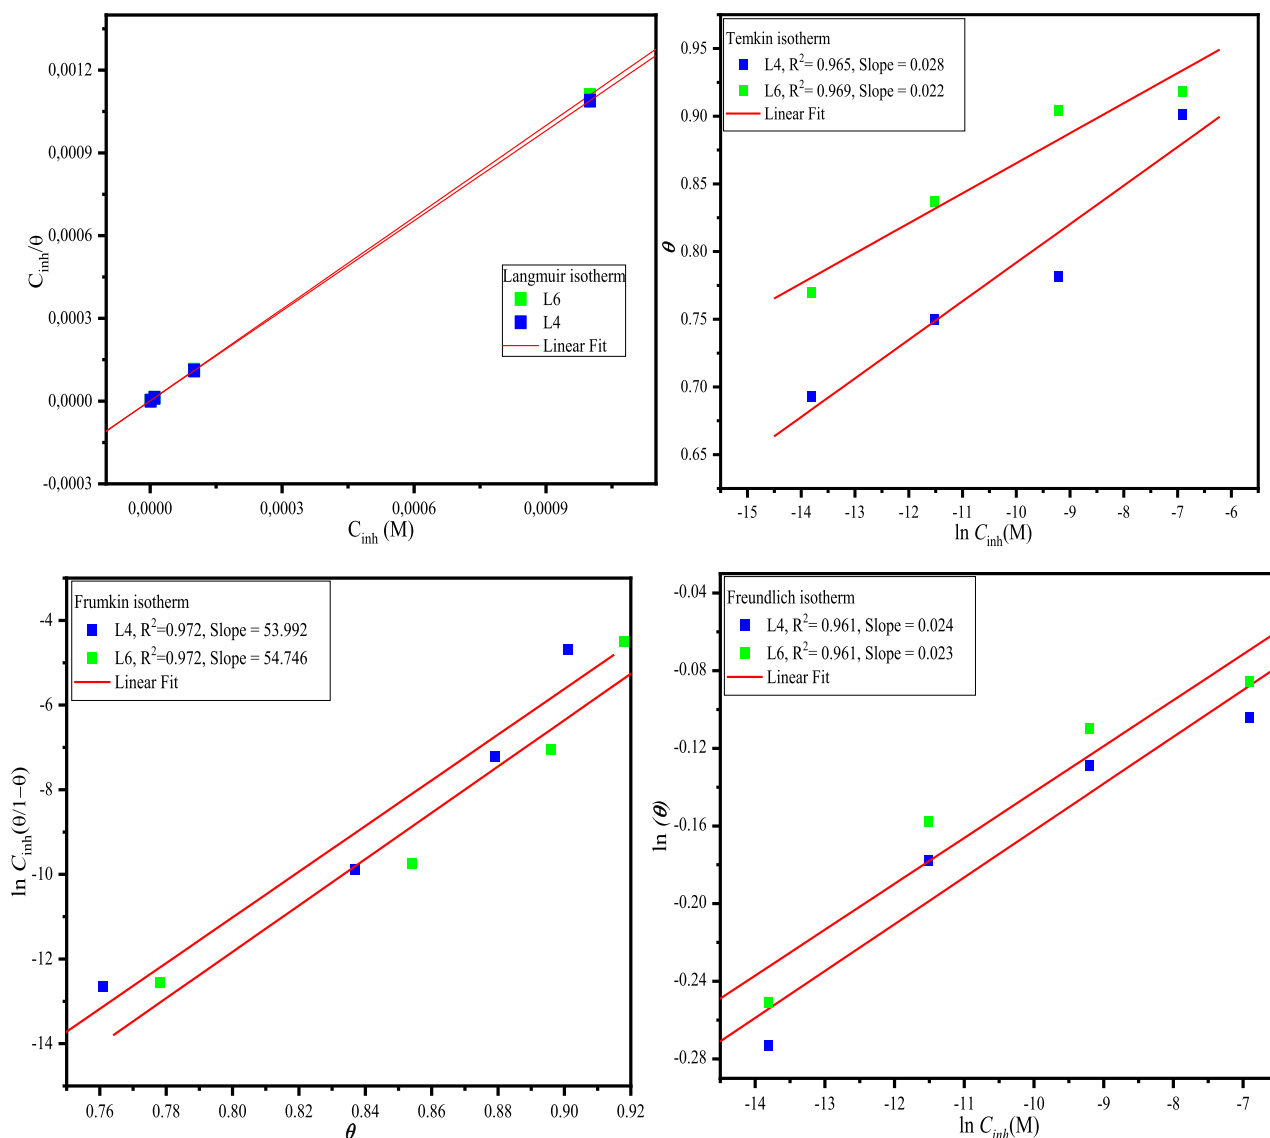 0,0012
0,0009
0,0006
0,0003
0,0000
-0,0003
C_inh/θ
Langmuir isotherm
L6
L4
Linear Fit
0,0000 0,0003 0,0006 0,0009
C_inh (M)
Temkin isotherm
L4, R²= 0.965, Slope = 0.028
L6, R²= 0.969, Slope = 0.022
Linear Fit
0.95
0.90
0.85
0.80
0.75
0.70
0.65
θ
-15 -14 -13 -12 -11 -10 -9 -8 -7 -6
ln C_inh(M)
Frumkin isotherm
L4, R²=0.972, Slope = 53.992
L6, R²=0.972, Slope = 54.746
Linear Fit
-4
-6
-8
-10
-12
-14
ln C_inh(θ/1−θ)
0.76 0.78 0.80 0.82 0.84 0.86 0.88 0.90 0.92
θ
Freundlich isotherm
L4, R²= 0.961, Slope = 0.024
L6, R²= 0.961, Slope = 0.023
Linear Fit
-0.04
-0.08
-0.12
-0.16
-0.20
-0.24
-0.28
ln (θ)
-14 -13 -12 -11 -10 -9 -8 -7
ln C_inh(M)